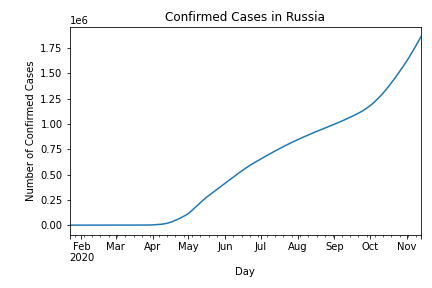 Confirmed Cases in Russia
1e6
Number of Confirmed Cases
1.75
1.50
1.25
1.00
0.75
0.50
0.25
0.00
Feb Mar Apr May Jun Jul Aug Sep Oct Nov
2020
Day